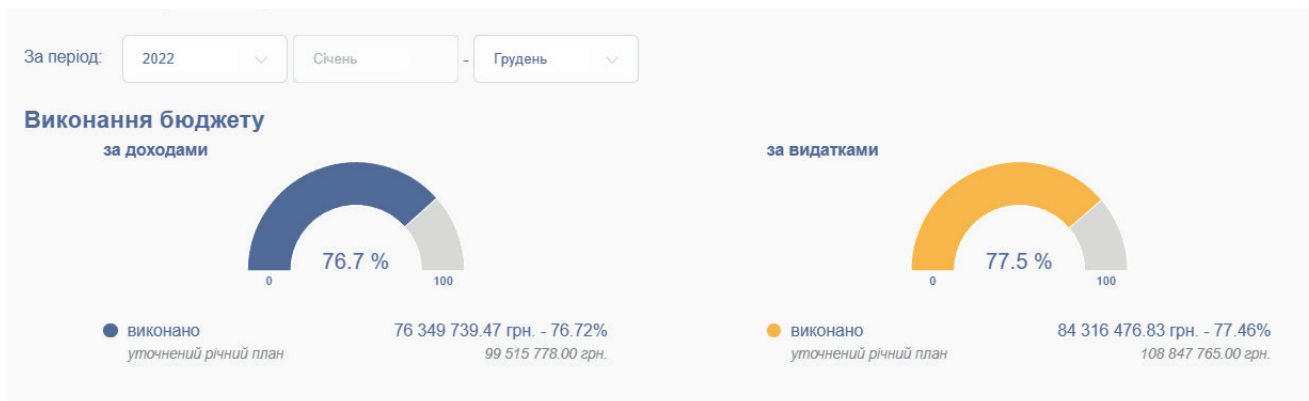 За період: 2022 Січень - Грудень
Виконання бюджету
за доходами
76.7 %
0 100
виконано 76 349 739.47 грн. - 76.72%
уточнений річний план 99 515 778.00 грн.
за видатками
77.5 %
0 100
виконано 84 316 476.83 грн. - 77.46%
уточнений річний план 108 847 765.00 грн.